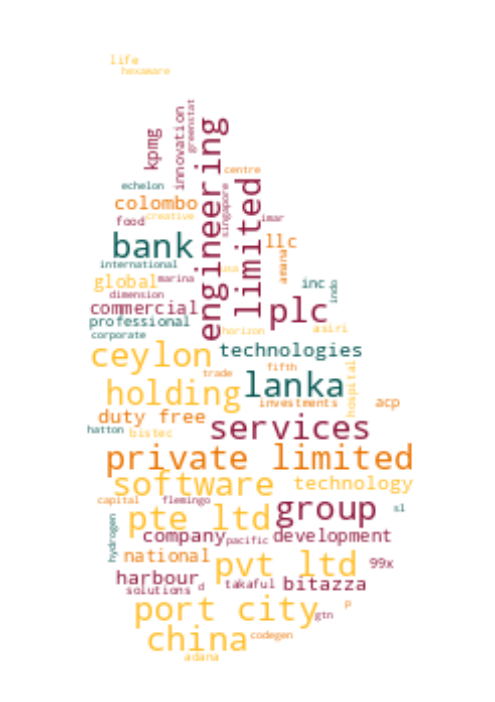 life
hexaware
greenstat
innovation
kpmg
engineering
centre
limited
echelon
singapore
colombo
creative
food
imar
bank
llc
international
amana
global
marina
usa
inc
indo
dimension
commercial
plc
professional
horizon
asiri
corporate
ceylon
technologies
trade
fifth
holding
lanka
hospital
investments
acp
duty free
hatton
bistec
services
private limited
software
technology
capital
flemingo
group
sl
pte ltd
hydrogen
company
pacific
development
national
pvt ltd
99x
harbour
solutions
d
takaful
bitazza
port city
p
gtn
china
codegen
adana